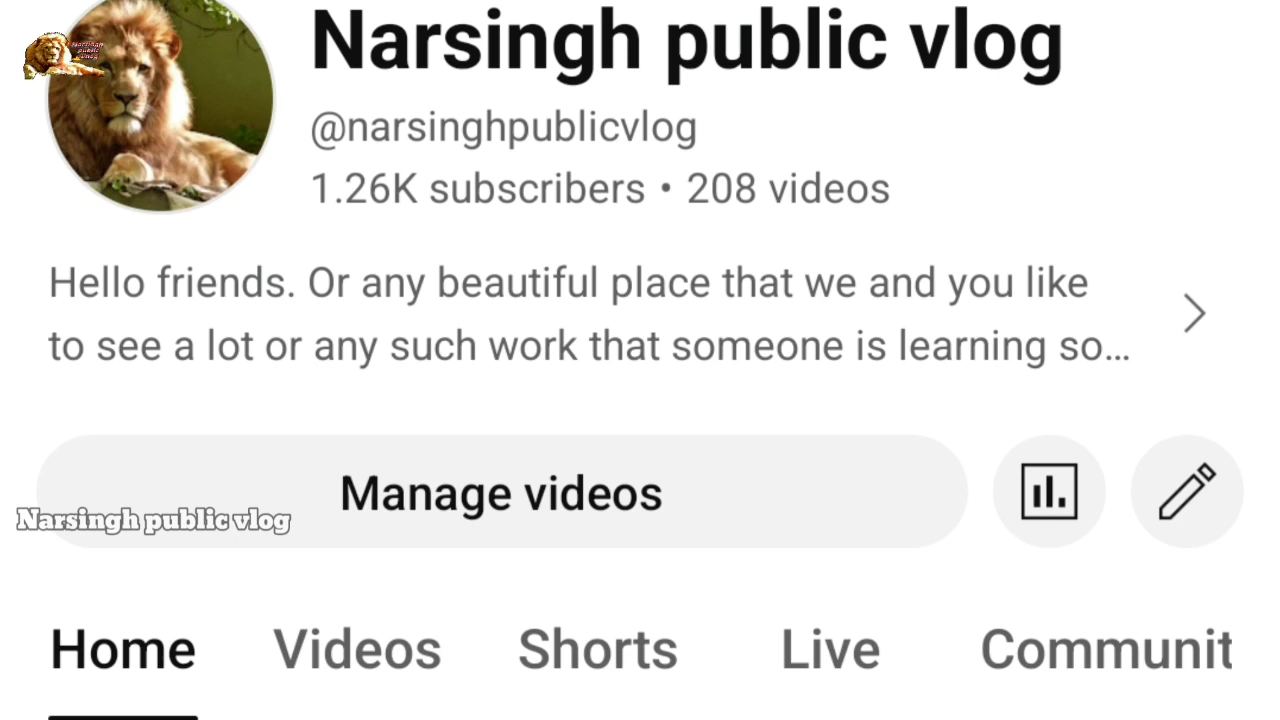 Narsingh public vlog
@narsinghpublicvlog
1.26K subscribers • 208 videos
Hello friends. Or any beautiful place that we and you like
to see a lot or any such work that someone is learning so...
Manage videos
Narsingh public vlog
Home Videos Shorts Live Communit